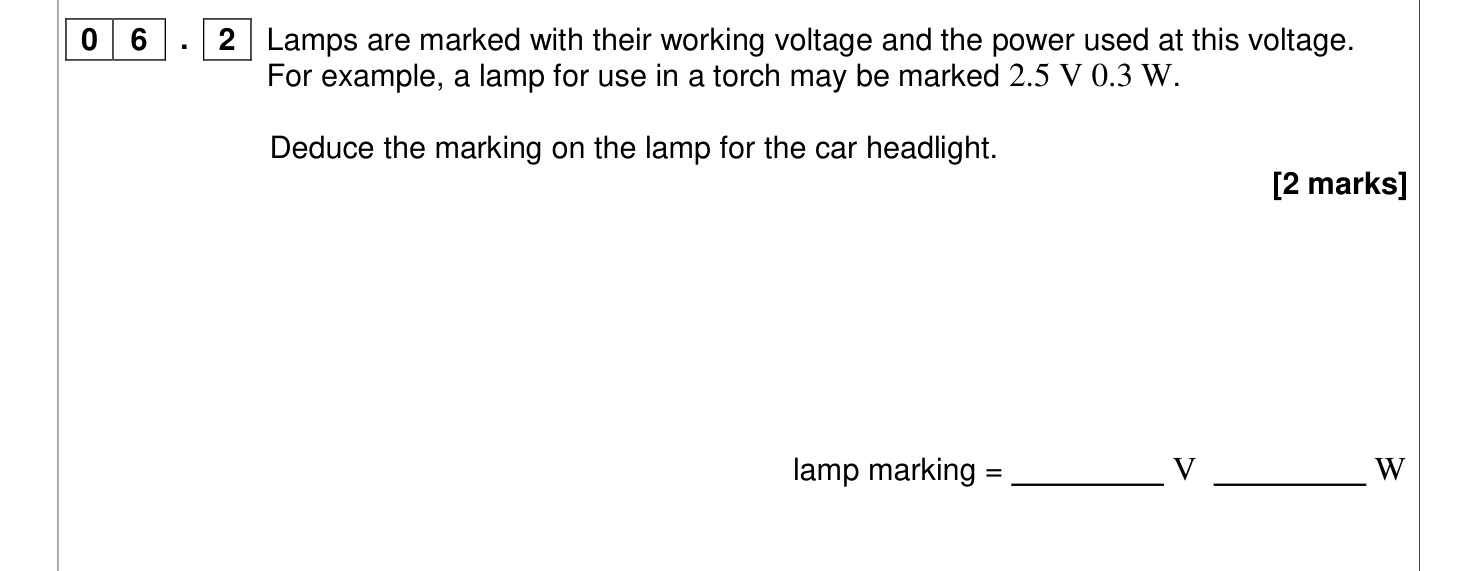 0 6 . 2 Lamps are marked with their working voltage and the power used at this voltage.
For example, a lamp for use in a torch may be marked 2.5 V 0.3 W.
Deduce the marking on the lamp for the car headlight.
[2 marks]
lamp marking = __________ V __________ W